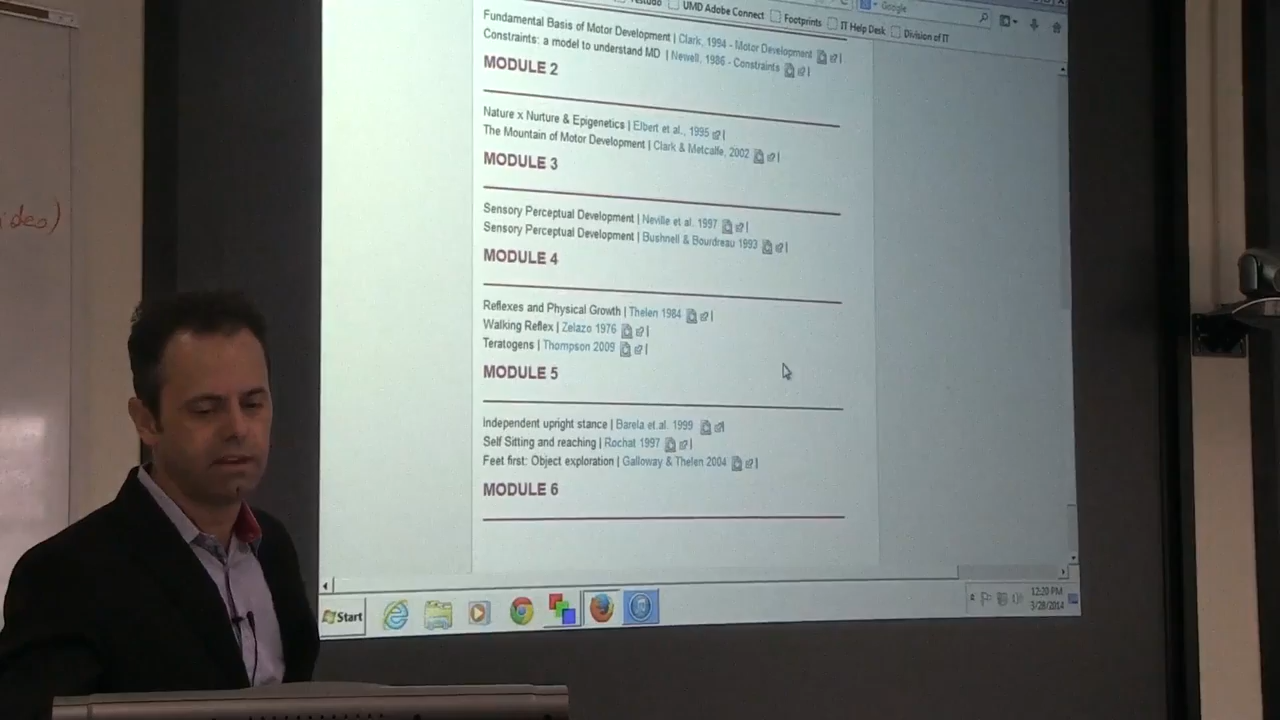 UMD Adobe Connect Footprints IT Help Desk Division of IT
Google
Fundamental Basis of Motor Development | Clark, 1994 - Motor Development
Constraints: a model to understand MD | Newell, 1986 - Constraints
MODULE 2
Nature x Nurture & Epigenetics | Elbert et al., 1995
The Mountain of Motor Development | Clark & Metcalfe, 2002
MODULE 3
Sensory Perceptual Development | Neville et al. 1997
Sensory Perceptual Development | Bushnell & Bourdreau 1993
MODULE 4
Reflexes and Physical Growth | Thelen 1984
Walking Reflex | Zelazo 1976
Teratogens | Thompson 2009
MODULE 5
Independent upright stance | Barela et.al. 1999
Self Sitting and reaching | Rochat 1997
Feet first: Object exploration | Galloway & Thelen 2004
MODULE 6
Start
12:20 PM
3/28/2014